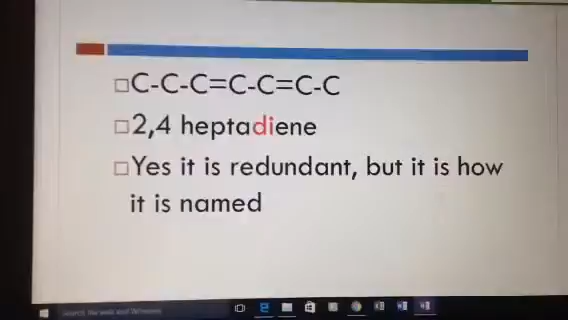 C-C-C=C-C=C-C
2,4 heptadiene
Yes it is redundant, but it is how
it is named